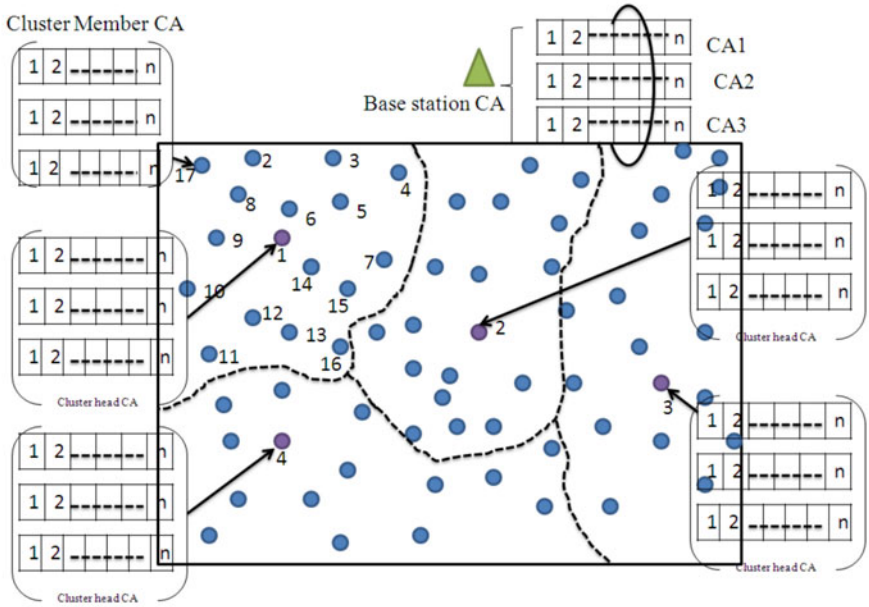 Cluster Member CA
1 2 n
1 2 n
1 2 n
Base station CA
1 2 n CA1
1 2 n CA2
1 2 n CA3
17 2 3 4
8 6 5
9 1 7
14
10 15
12 13
11 16
2
3
4
1 2 n
1 2 n
1 2 n
Cluster head CA
1 2 n
1 2 n
1 2 n
Cluster head CA
1 2 n
1 2 n
1 2 n
Cluster head CA
1 2 n
1 2 n
1 2 n
Cluster head CA